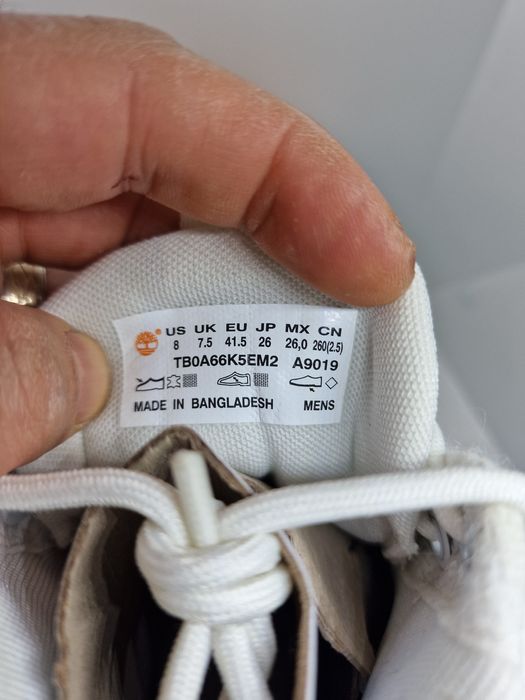 US UK EU JP MX CN
8 7.5 41.5 26 26,0 260(2.5)
TB0A66K5EM2 A9019
MADE IN BANGLADESH MENS